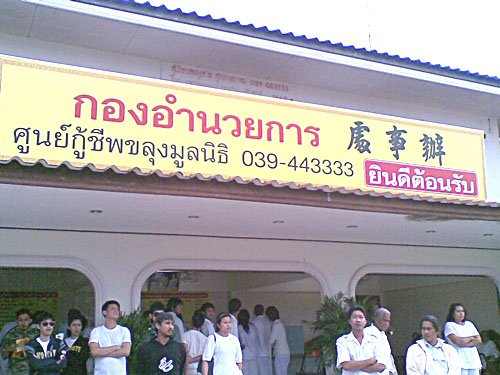 กองอำนวยการ 處事辦
ศูนย์กู้ชีพขลุงมูลนิธิ 039-443333 ยินดีต้อนรับ